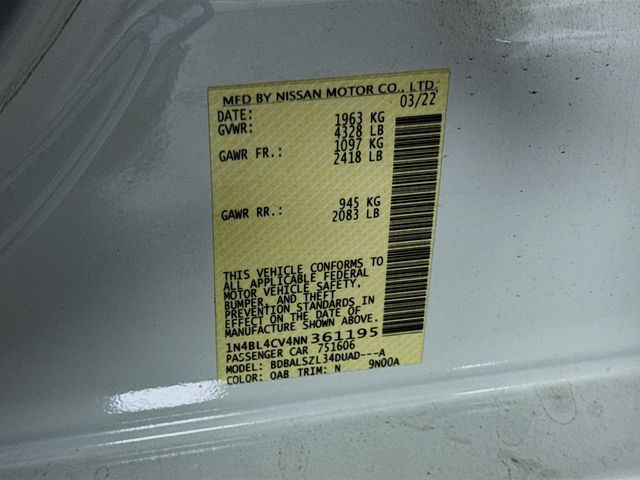 MFD BY NISSAN MOTOR CO., LTD.
DATE: 03/22
GVWR: 1963 KG
4328 LB
GAWR FR.: 1097 KG
2418 LB
GAWR RR.: 945 KG
2083 LB
THIS VEHICLE CONFORMS TO
ALL APPLICABLE FEDERAL
MOTOR VEHICLE SAFETY,
BUMPER, AND THEFT
PREVENTION STANDARDS IN
EFFECT ON THE DATE OF
MANUFACTURE SHOWN ABOVE.
1N4BL4CV4NN361195
PASSENGER CAR 751606
MODEL: BDBALSZL34DUAD---A
COLOR: QAB TRIM: N 9N00A